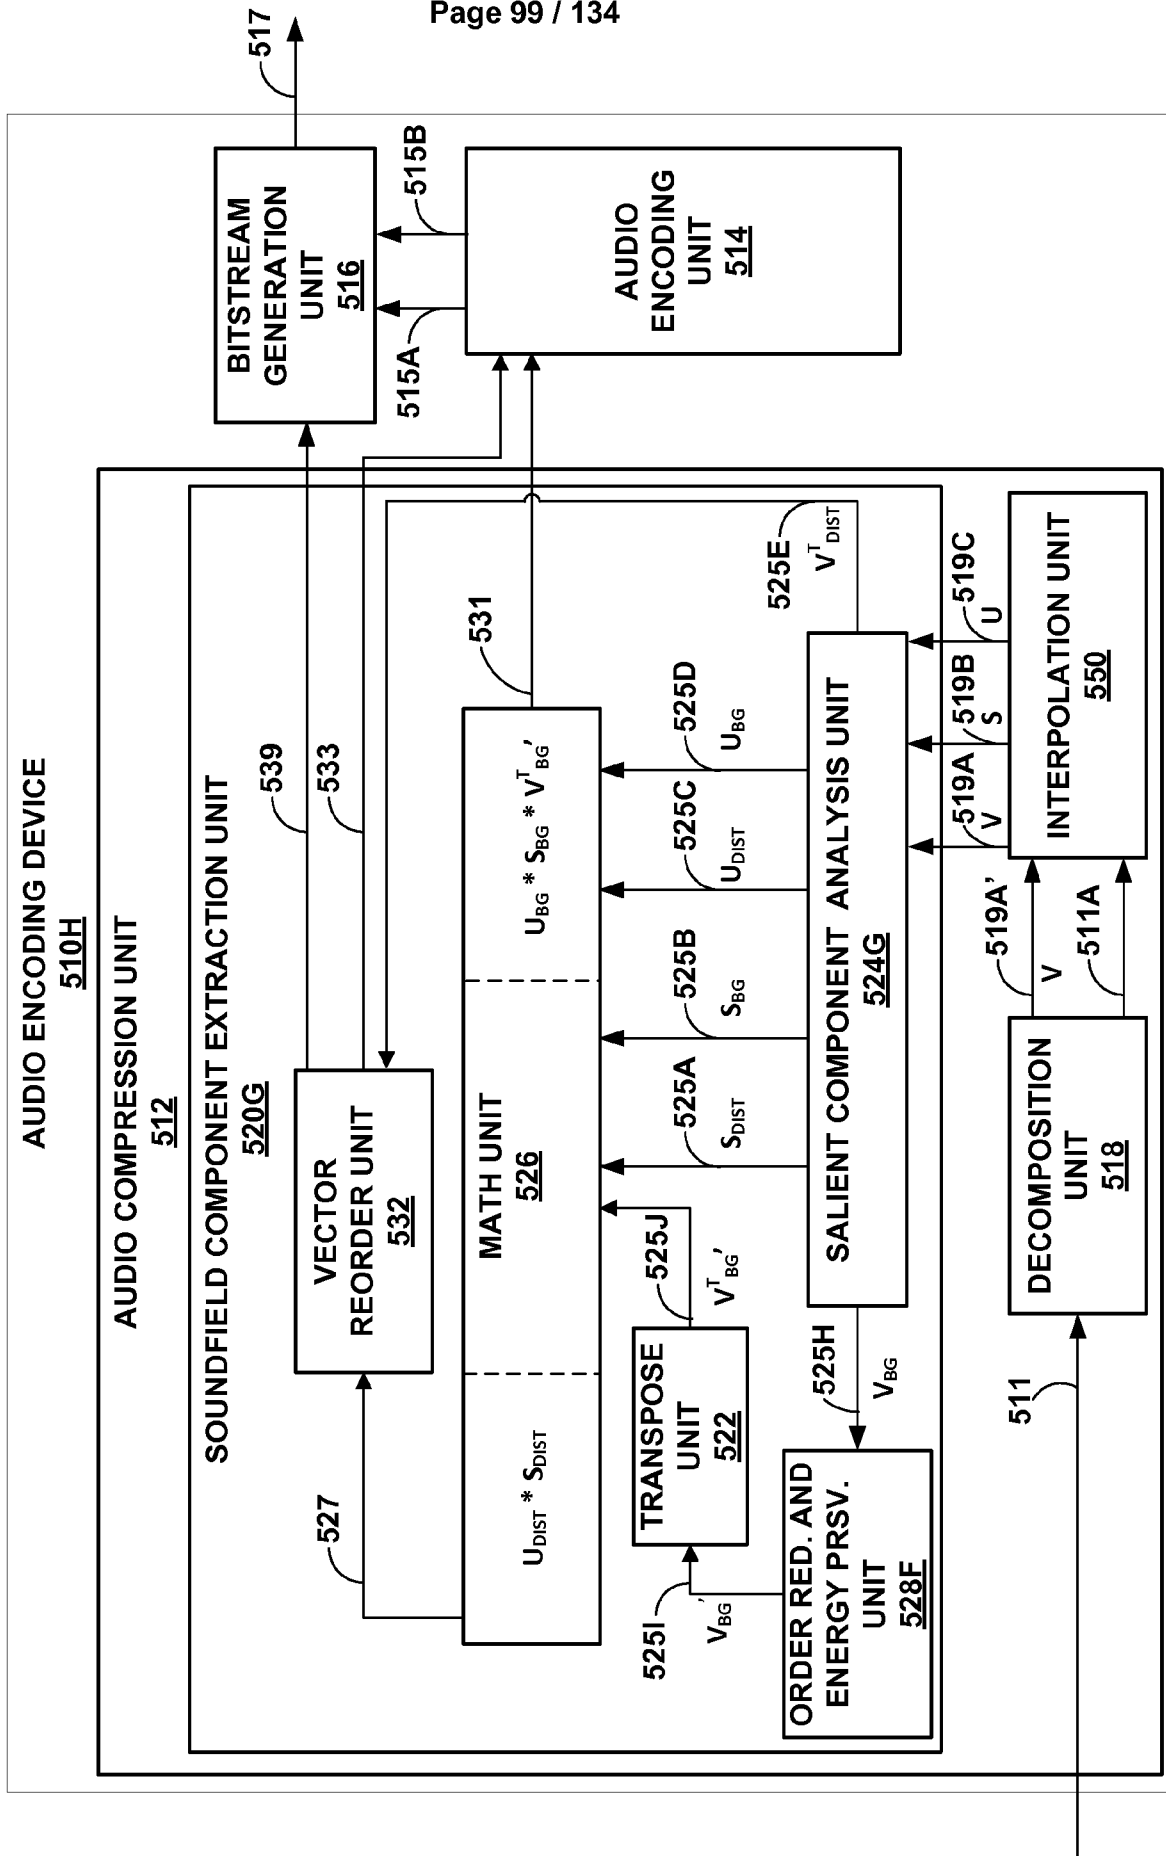 Page 99 / 134
AUDIO ENCODING DEVICE
510H
AUDIO COMPRESSION UNIT
512
SOUNDFIELD COMPONENT EXTRACTION UNIT
520G
527
VECTOR
REORDER UNIT
532
539
533
BITSTREAM
GENERATION
UNIT
516
517
515A
515B
AUDIO
ENCODING
UNIT
514
U_DIST * S_DIST
MATH UNIT
526
U_BG * S_BG * V^T_BG'
531
525I
V_BG'
TRANSPOSE
UNIT
522
525J
V^T_BG'
525A
S_DIST
525B
S_BG
525C
U_DIST
525D
U_BG
525E
V^T_DIST
ORDER RED. AND
ENERGY PRSV.
UNIT
528F
525H
V_BG
SALIENT COMPONENT ANALYSIS UNIT
524G
519A
V
519B
S
519C
U
511
DECOMPOSITION
UNIT
518
519A'
V
511A
INTERPOLATION UNIT
550